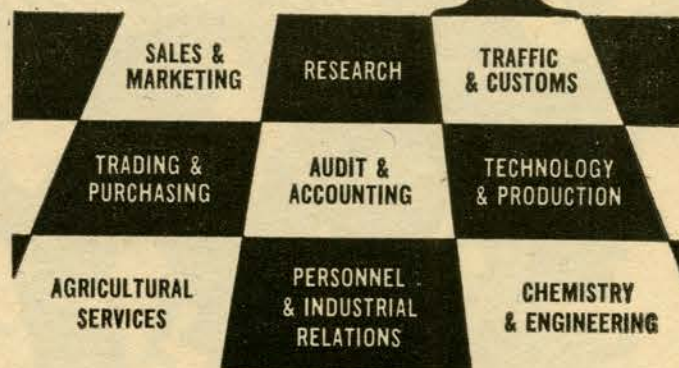 SALES &
MARKETING
RESEARCH
TRAFFIC
& CUSTOMS
TRADING &
PURCHASING
AUDIT &
ACCOUNTING
TECHNOLOGY
& PRODUCTION
AGRICULTURAL
SERVICES
PERSONNEL
& INDUSTRIAL
RELATIONS
CHEMISTRY
& ENGINEERING